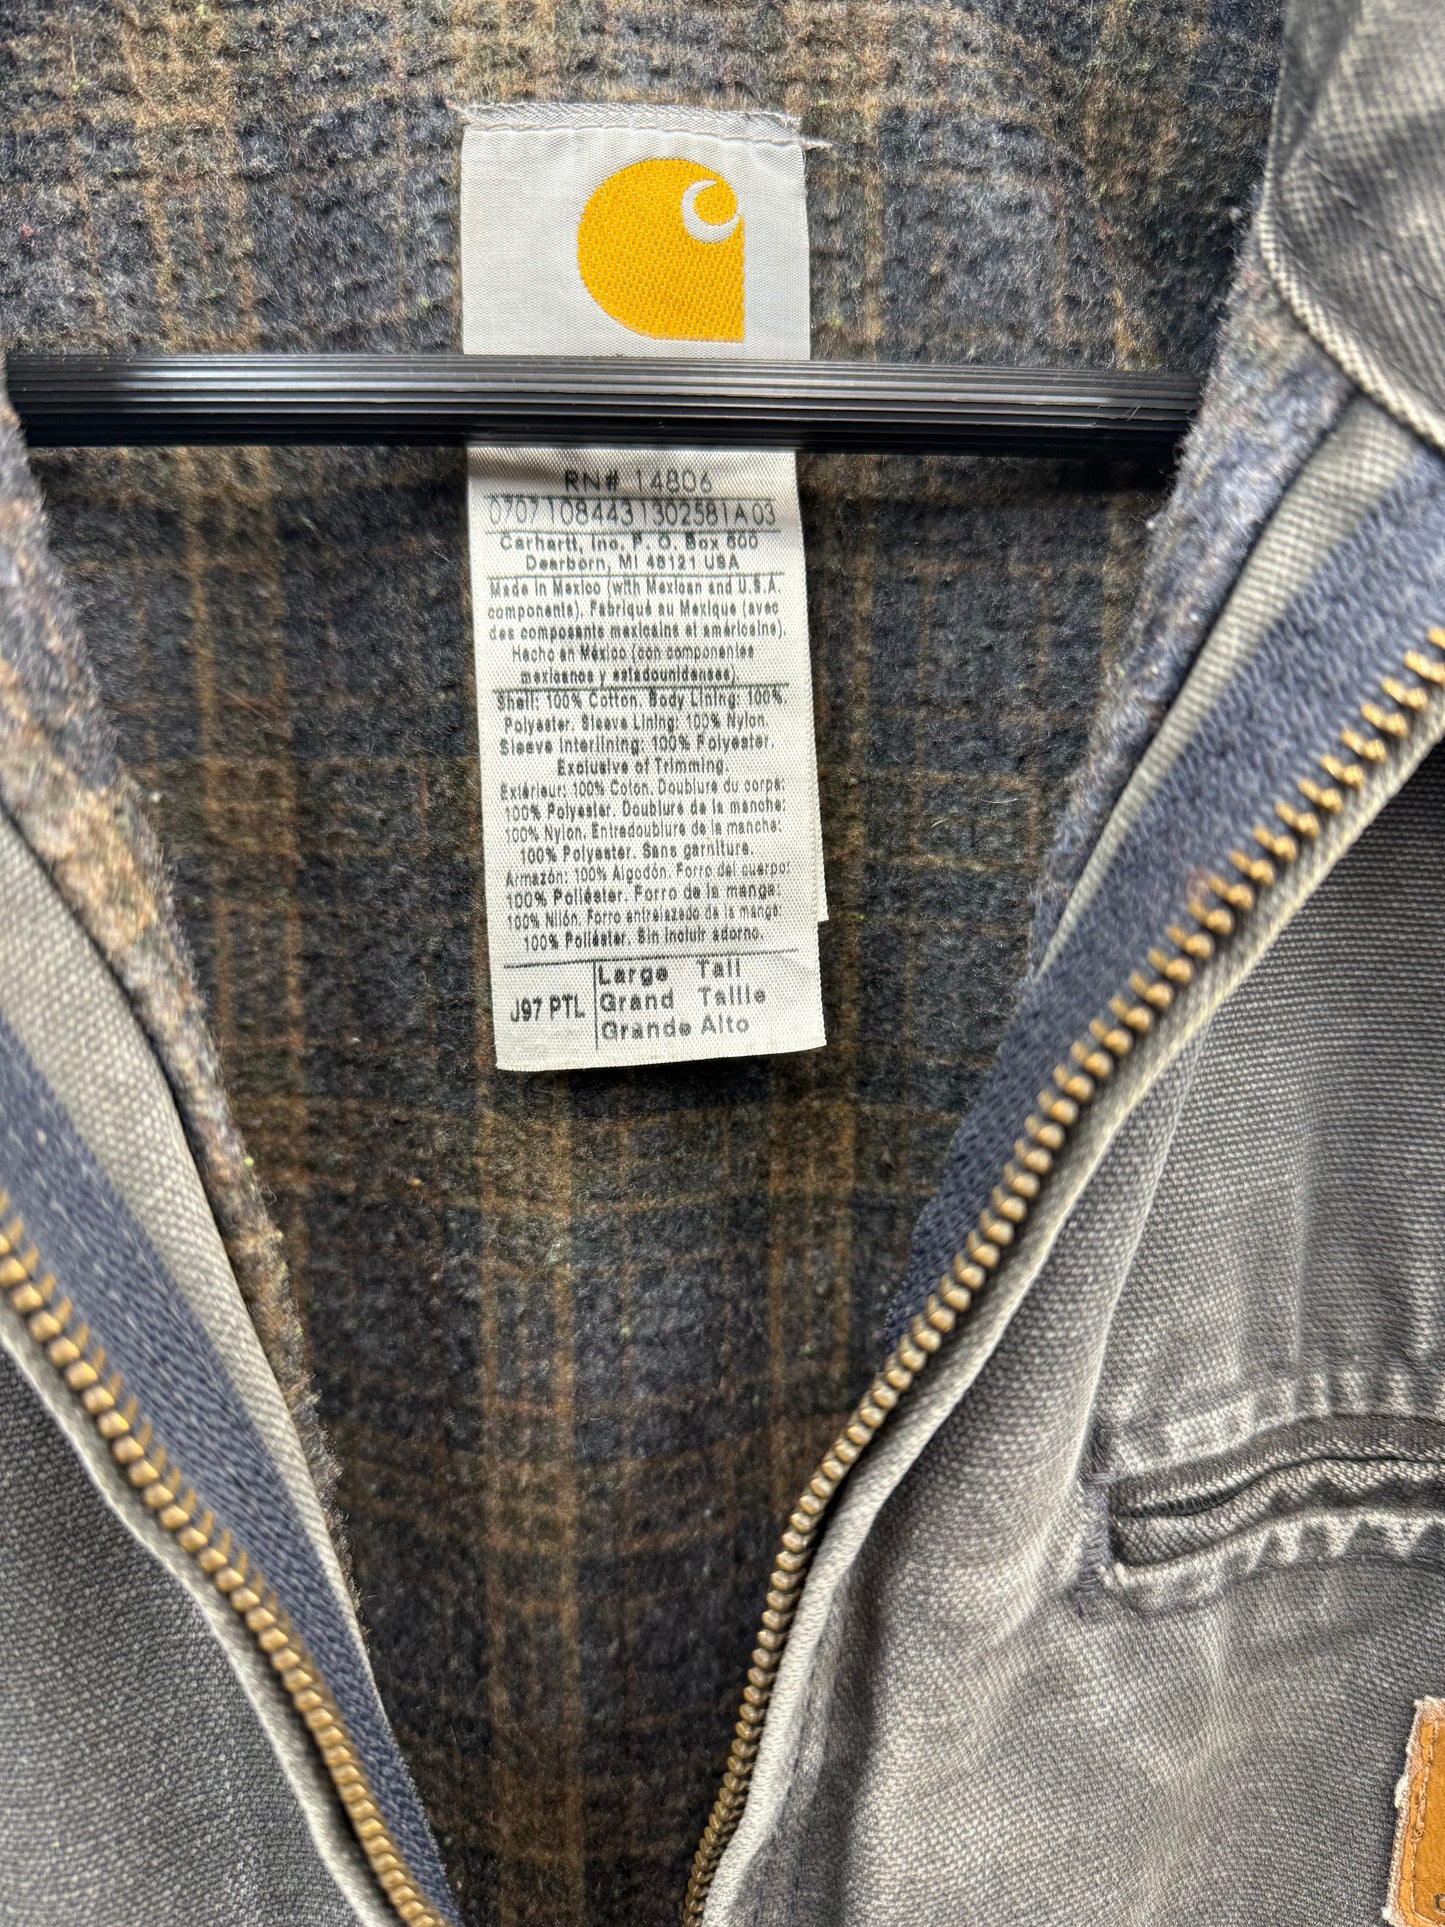 RN# 14806
07071084431302581A03
Carhartt, Inc. P. O. Box 600
Dearborn, MI 48121 USA
Made in Mexico (with Mexican and U.S.A.
components). Fabriqué au Mexique (avec
des composants mexicains et américains).
Hecho en México (con componentes
mexicanos y estadounidenses)
Shell: 100% Cotton. Body Lining: 100%
Polyester. Sleeve Lining: 100% Nylon.
Sleeve Interlining: 100% Polyester.
Exclusive of Trimming.
Extérieur: 100% Coton. Doublure du corps:
100% Polyester. Doublure de la manche:
100% Nylon. Entredoublure de la manche:
100% Polyester. Sans garniture.
Armazón: 100% Algodón. Forro del cuerpo:
100% Poliéster. Forro de la manga:
100% Nilón. Forro entrelazado de la manga:
100% Poliéster. Sin incluir adorno.
J97 PTL
Large Tall
Grand Taille
Grande Alto